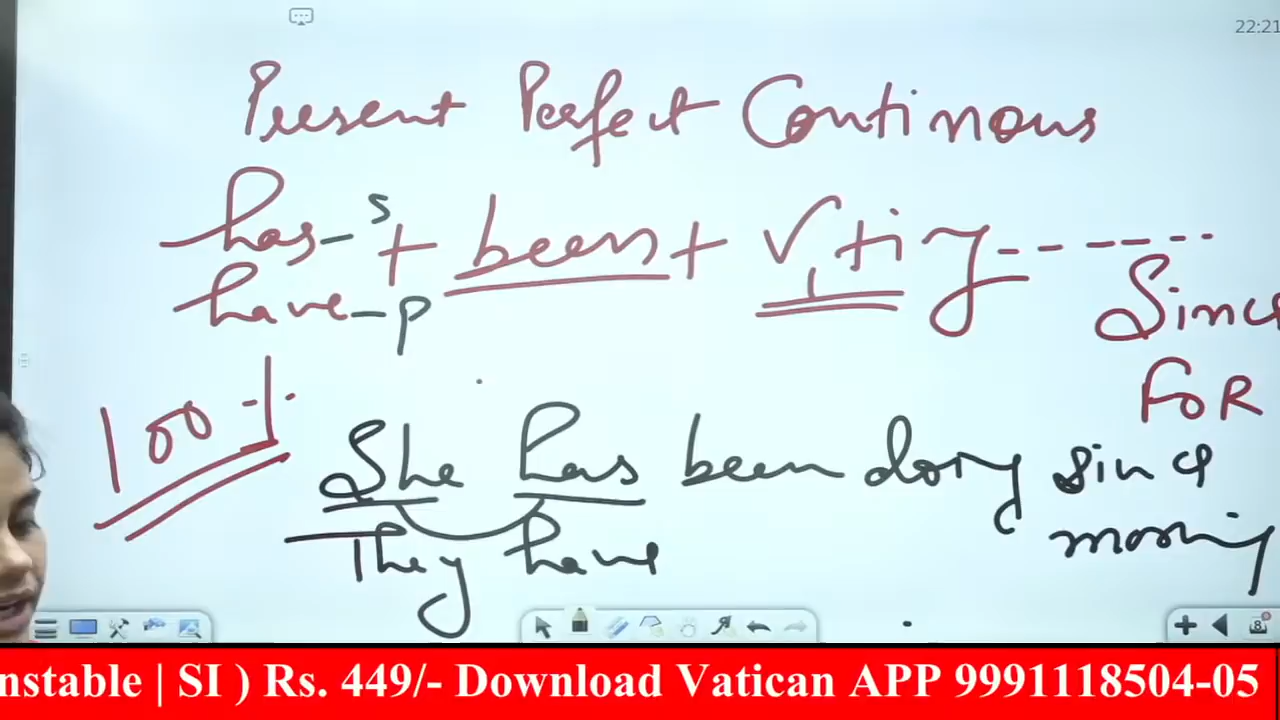 22:21
Present Perfect Continous
has - s + been + V1 + ing ------
have - p
Since
FOR
100 %
She has been doing since
morning
They have
8
nstable | SI ) Rs. 449/- Download Vatican APP 9991118504-05